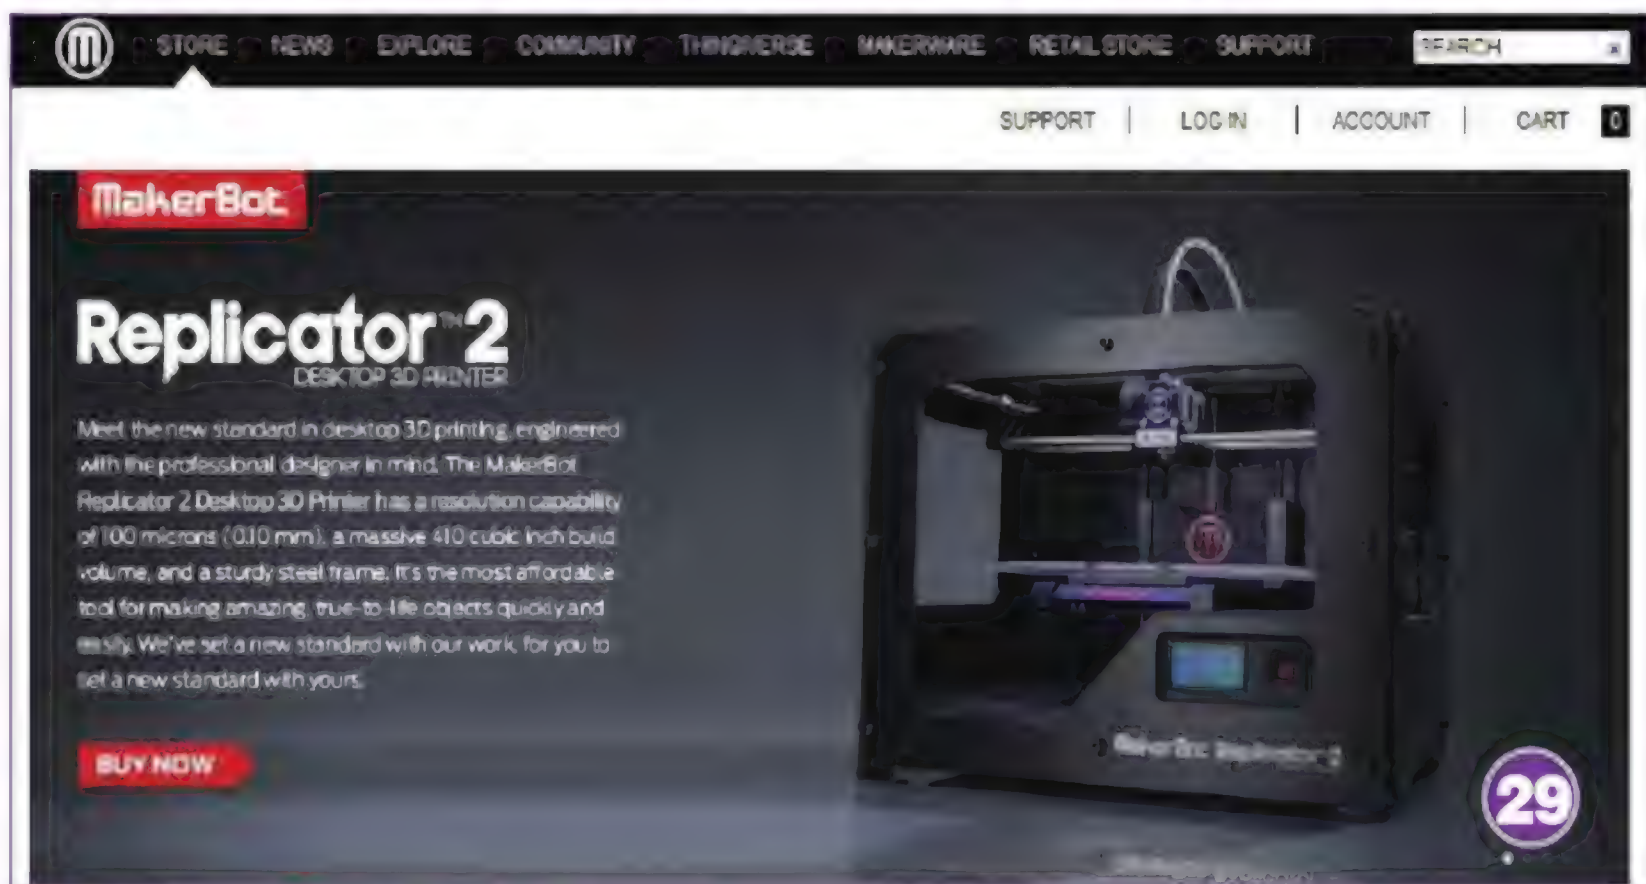 STORE NEWS EXPLORE COMMUNITY THINGIVERSE MAKERWARE RETAIL STORE SUPPORT SEARCH
SUPPORT | LOG IN | ACCOUNT | CART 0
MakerBot
Replicator™ 2
DESKTOP 3D PRINTER
Meet the new standard in desktop 3D printing, engineered
with the professional designer in mind. The MakerBot
Replicator 2 Desktop 3D Printer has a resolution capability
of 100 microns (0.10 mm), a massive 410 cubic inch build
volume, and a sturdy steel frame. It's the most affordable
tool for making amazing, true-to-life objects quickly and
easily. We've set a new standard with our work, for you to
set a new standard with yours.
BUY NOW
MakerBot Replicator 2
29